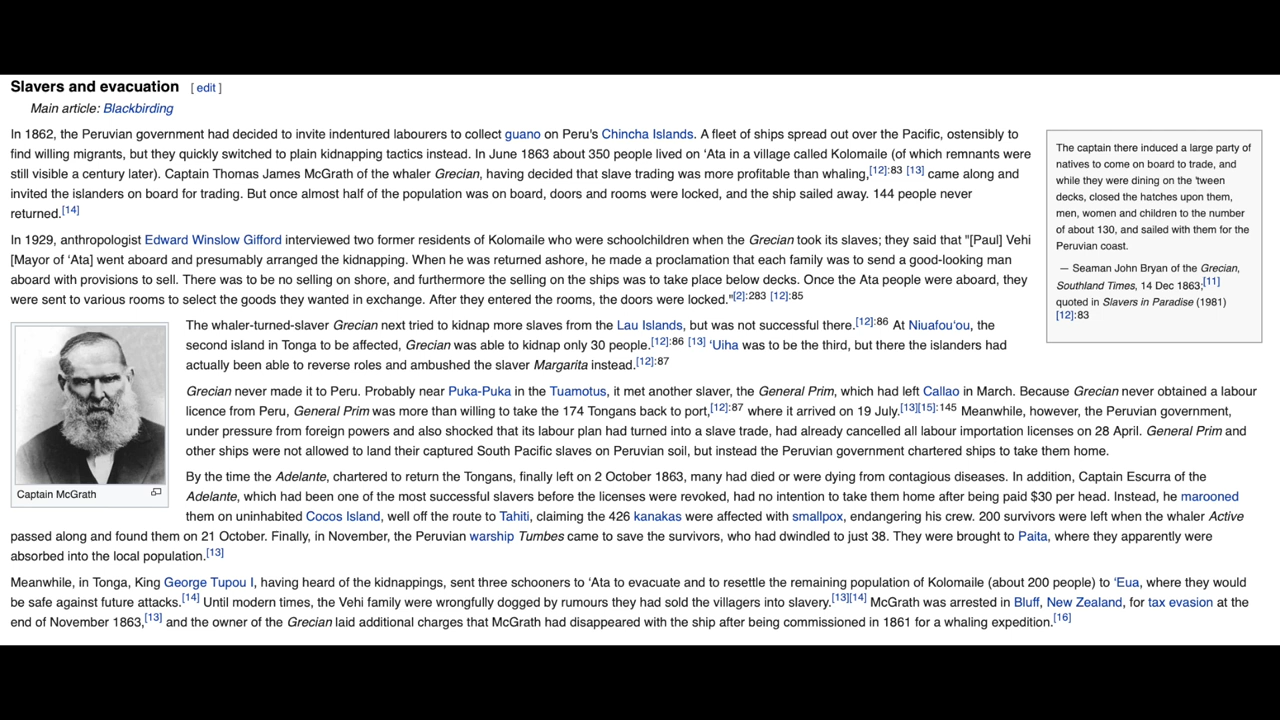 Slavers and evacuation [ edit ]
Main article: Blackbirding
In 1862, the Peruvian government had decided to invite indentured labourers to collect guano on Peru's Chincha Islands. A fleet of ships spread out over the Pacific, ostensibly to
find willing migrants, but they quickly switched to plain kidnapping tactics instead. In June 1863 about 350 people lived on ʻAta in a village called Kolomaile (of which remnants were
still visible a century later). Captain Thomas James McGrath of the whaler Grecian, having decided that slave trading was more profitable than whaling,[12]:83 [13] came along and
invited the islanders on board for trading. But once almost half of the population was on board, doors and rooms were locked, and the ship sailed away. 144 people never
returned.[14]
In 1929, anthropologist Edward Winslow Gifford interviewed two former residents of Kolomaile who were schoolchildren when the Grecian took its slaves; they said that "[Paul] Vehi
[Mayor of ʻAta] went aboard and presumably arranged the kidnapping. When he was returned ashore, he made a proclamation that each family was to send a good-looking man
aboard with provisions to sell. There was to be no selling on shore, and furthermore the selling on the ships was to take place below decks. Once the Ata people were aboard, they
were sent to various rooms to select the goods they wanted in exchange. After they entered the rooms, the doors were locked."[2]:283 [12]:85
The captain there induced a large party of
natives to come on board to trade, and
while they were dining on the 'tween
decks, closed the hatches upon them,
men, women and children to the number
of about 130, and sailed with them for the
Peruvian coast.
— Seaman John Bryan of the Grecian,
Southland Times, 14 Dec 1863;[11]
quoted in Slavers in Paradise (1981)
[12]:83
The whaler-turned-slaver Grecian next tried to kidnap more slaves from the Lau Islands, but was not successful there.[12]:86 At Niuafoʻou, the
second island in Tonga to be affected, Grecian was able to kidnap only 30 people.[12]:86 [13] ʻUiha was to be the third, but there the islanders had
actually been able to reverse roles and ambushed the slaver Margarita instead.[12]:87
Captain McGrath
Grecian never made it to Peru. Probably near Puka-Puka in the Tuamotus, it met another slaver, the General Prim, which had left Callao in March. Because Grecian never obtained a labour
licence from Peru, General Prim was more than willing to take the 174 Tongans back to port,[12]:87 where it arrived on 19 July.[13][15]:145 Meanwhile, however, the Peruvian government,
under pressure from foreign powers and also shocked that its labour plan had turned into a slave trade, had already cancelled all labour importation licenses on 28 April. General Prim and
other ships were not allowed to land their captured South Pacific slaves on Peruvian soil, but instead the Peruvian government chartered ships to take them home.
By the time the Adelante, chartered to return the Tongans, finally left on 2 October 1863, many had died or were dying from contagious diseases. In addition, Captain Escurra of the
Adelante, which had been one of the most successful slavers before the licenses were revoked, had no intention to take them home after being paid $30 per head. Instead, he marooned
them on uninhabited Cocos Island, well off the route to Tahiti, claiming the 426 kanakas were affected with smallpox, endangering his crew. 200 survivors were left when the whaler Active
passed along and found them on 21 October. Finally, in November, the Peruvian warship Tumbes came to save the survivors, who had dwindled to just 38. They were brought to Paita, where they apparently were
absorbed into the local population.[13]
Meanwhile, in Tonga, King George Tupou I, having heard of the kidnappings, sent three schooners to ʻAta to evacuate and to resettle the remaining population of Kolomaile (about 200 people) to ʻEua, where they would
be safe against future attacks.[14] Until modern times, the Vehi family were wrongfully dogged by rumours they had sold the villagers into slavery.[13][14] McGrath was arrested in Bluff, New Zealand, for tax evasion at the
end of November 1863,[13] and the owner of the Grecian laid additional charges that McGrath had disappeared with the ship after being commissioned in 1861 for a whaling expedition.[16]